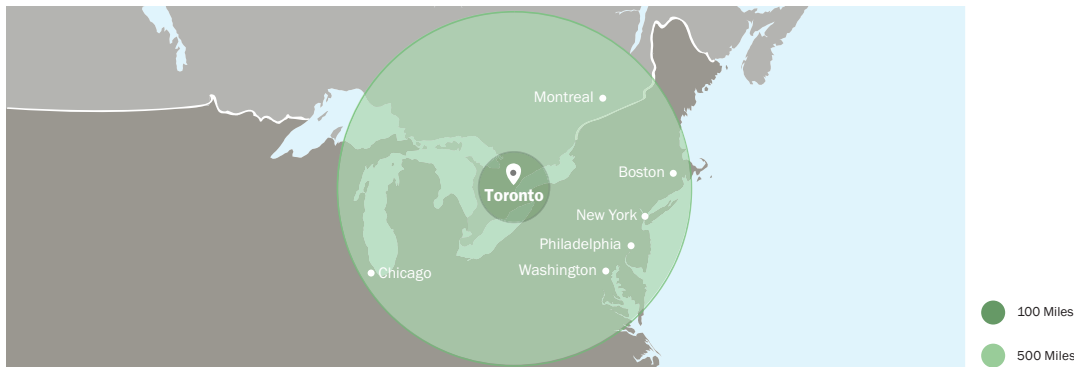 Montreal
Boston
Toronto
New York
Philadelphia
Washington
Chicago
100 Miles
500 Miles